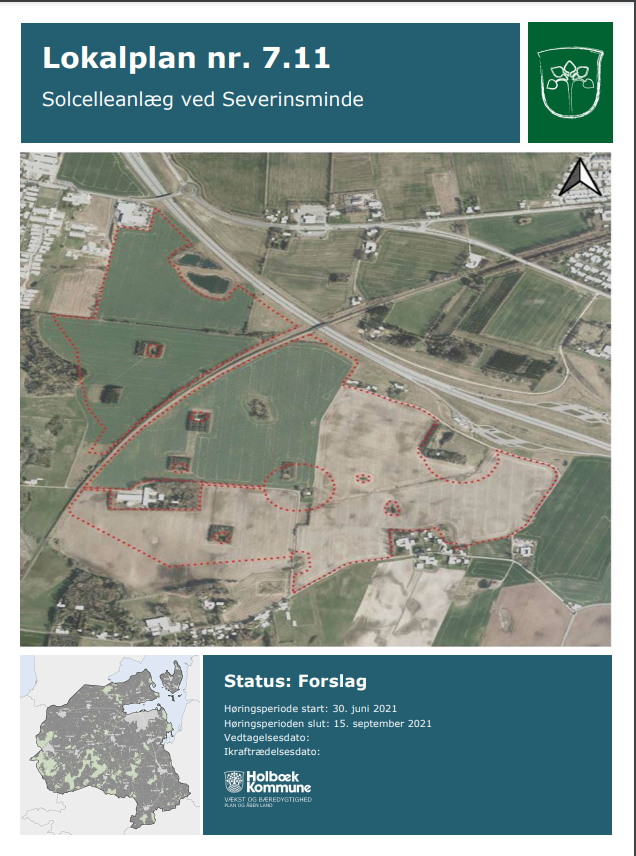 Lokalplan nr. 7.11
Solcelleanlæg ved Severinsminde
Status: Forslag
Høringsperiode start: 30. juni 2021
Høringsperioden slut: 15. september 2021
Vedtagelsesdato:
Ikrafträdelsesdato:
Holbæk
Kommune
VÆKST OG BÆREDYGTIGHED
PLAN OG ÅBEN LAND